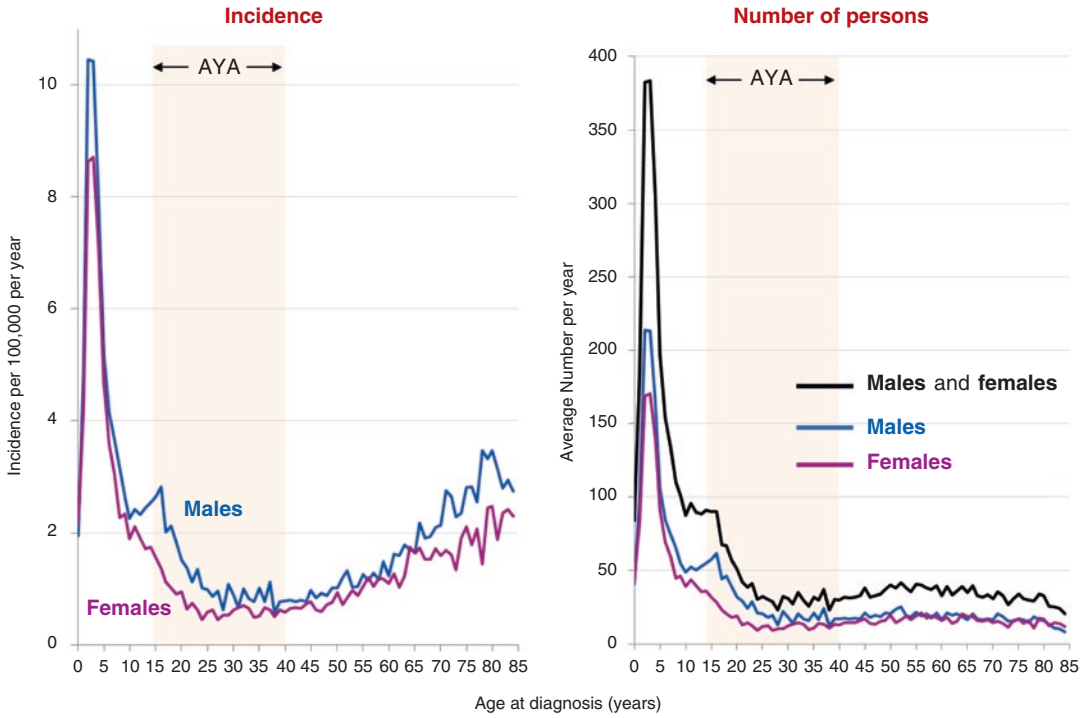 Incidence
Incidence per 100,000 per year
10
8
6
4
2
0
AYA
Males
Females
0 5 10 15 20 25 30 35 40 45 50 55 60 65 70 75 80 85
Number of persons
Average Number per year
400
350
300
250
200
150
100
50
0
AYA
Males and females
Males
Females
0 5 10 15 20 25 30 35 40 45 50 55 60 65 70 75 80 85
Age at diagnosis (years)